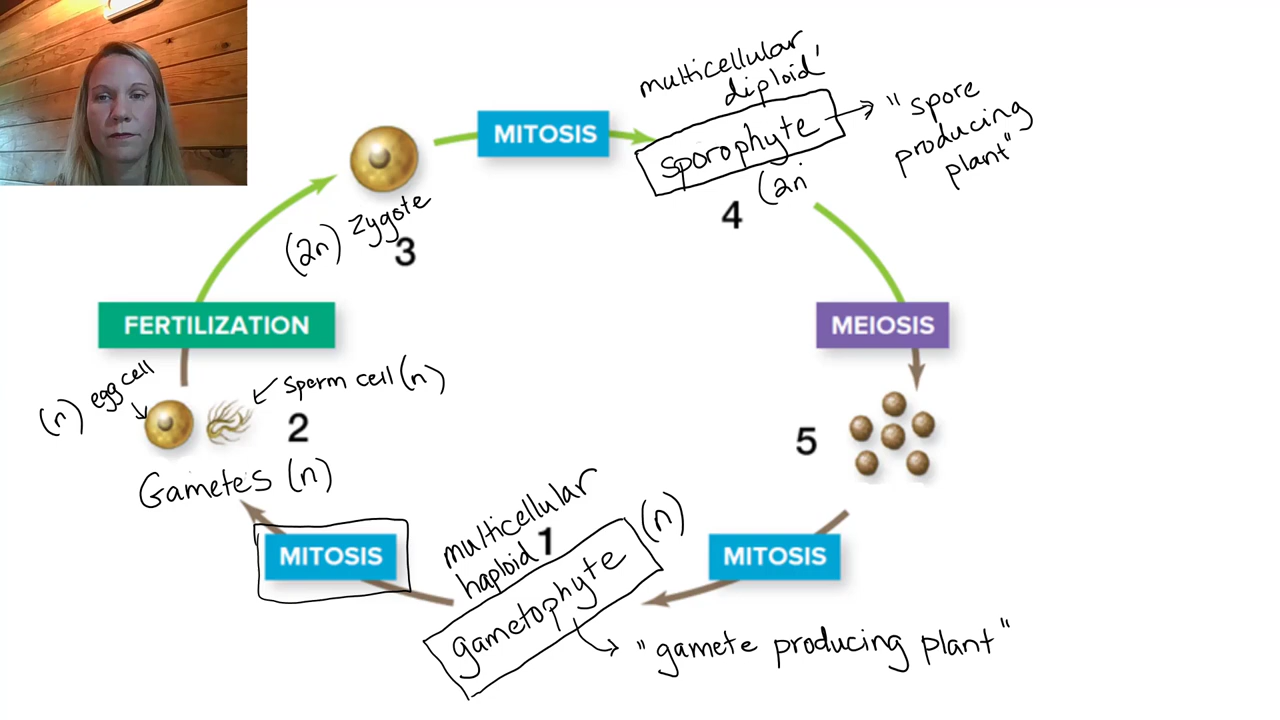 multicellular
diploid
MITOSIS
sporophyte
(2n
4
"spore
producing
plant"
(2n) Zygote
3
FERTILIZATION
MEIOSIS
(n) egg cell
sperm cell (n)
2
Gametes (n)
5
MITOSIS
multicellular
haploid
1
gametophyte
(n)
MITOSIS
"gamete producing plant"